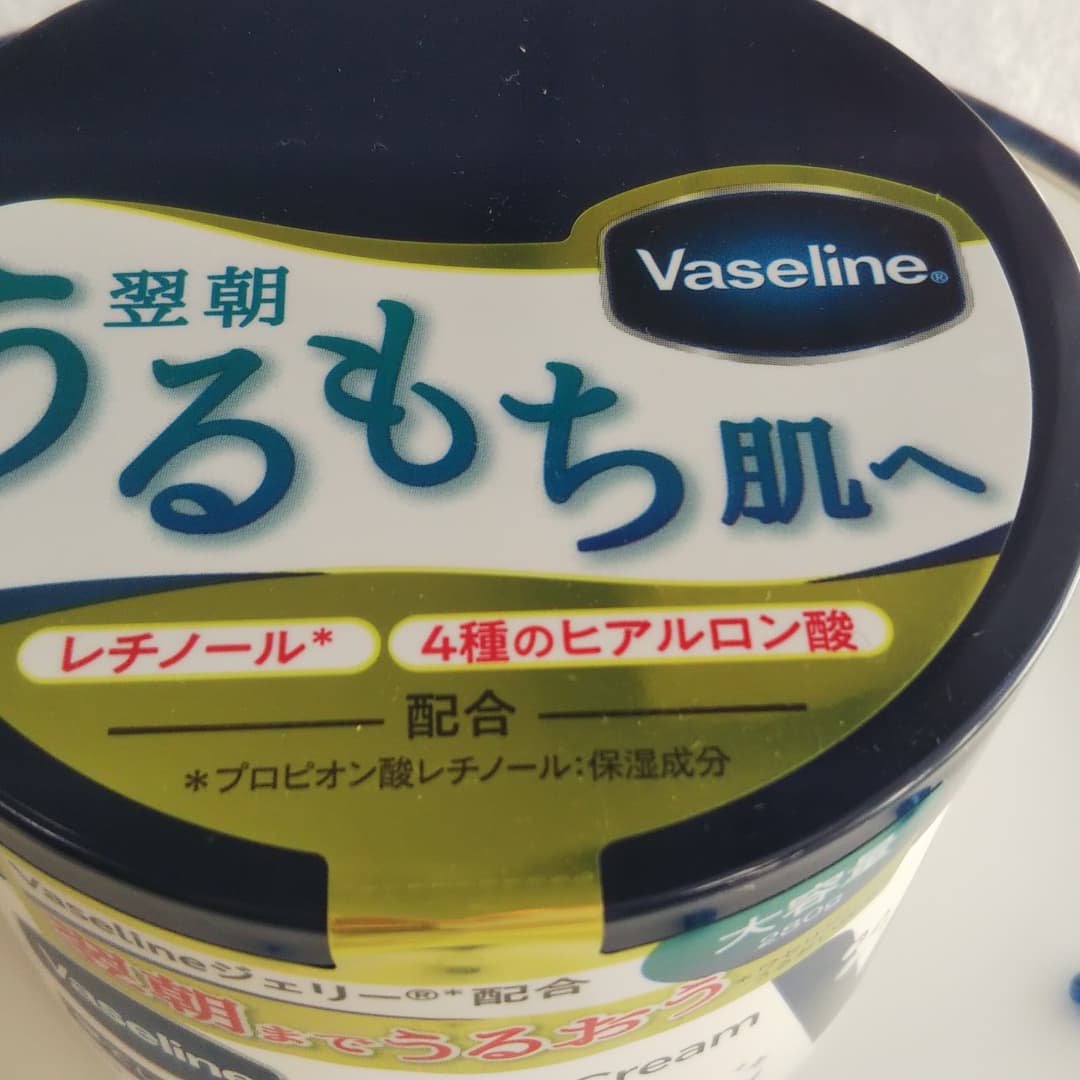 Vaseline®
翌朝
うるもち肌へ
レチノール*
4種のヒアルロン酸
配合
*プロピオン酸レチノール:保湿成分
大容量
280g
Vaselineジェリー®*配合
翌朝までうるおう
Vaseline
Cream